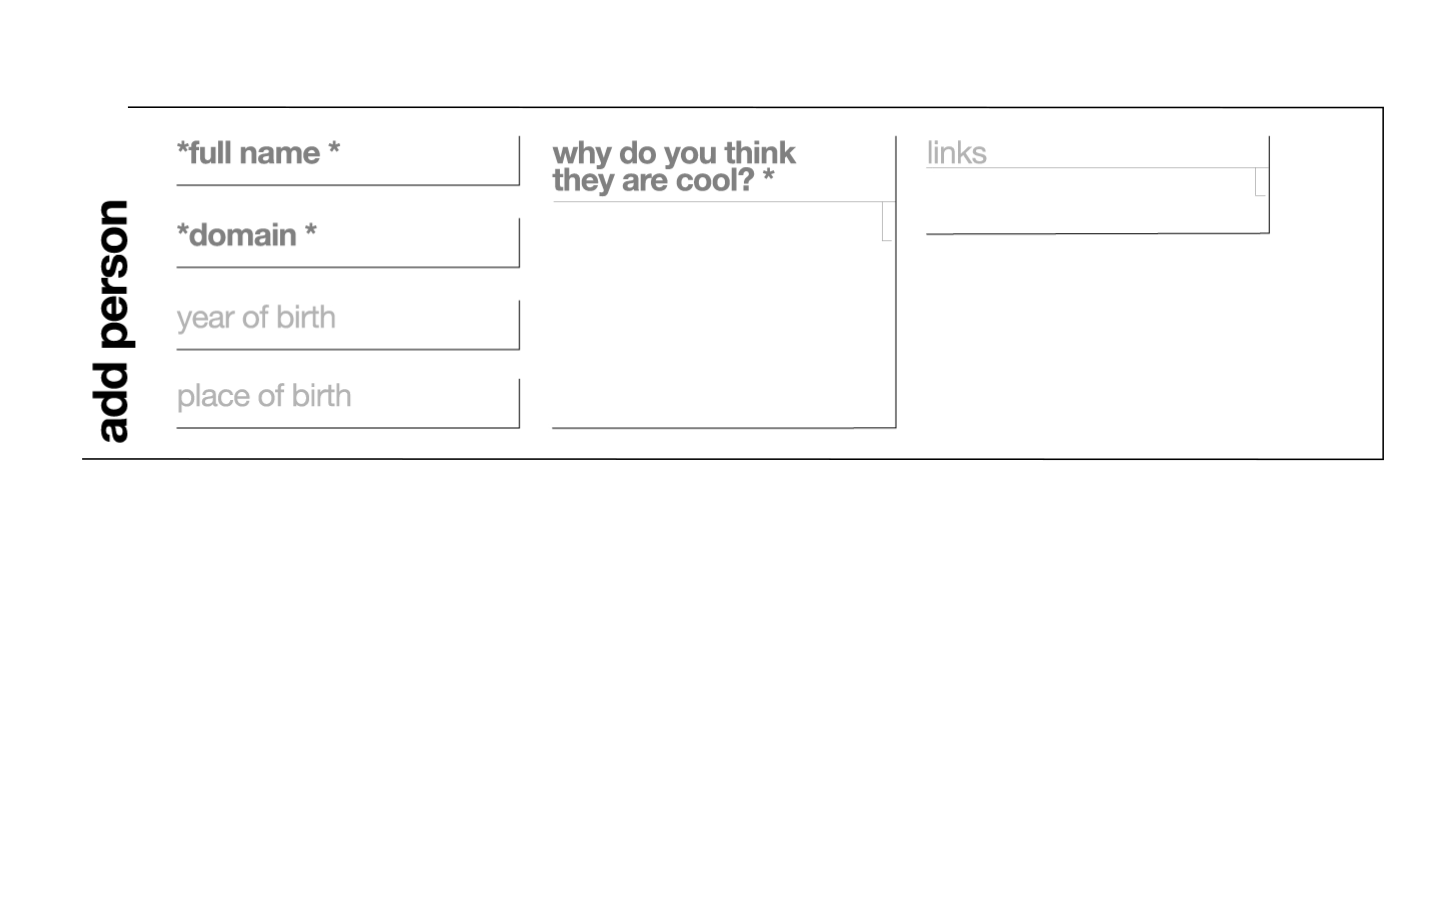 add person
*full name *
*domain *
year of birth
place of birth
why do you think
they are cool? *
links